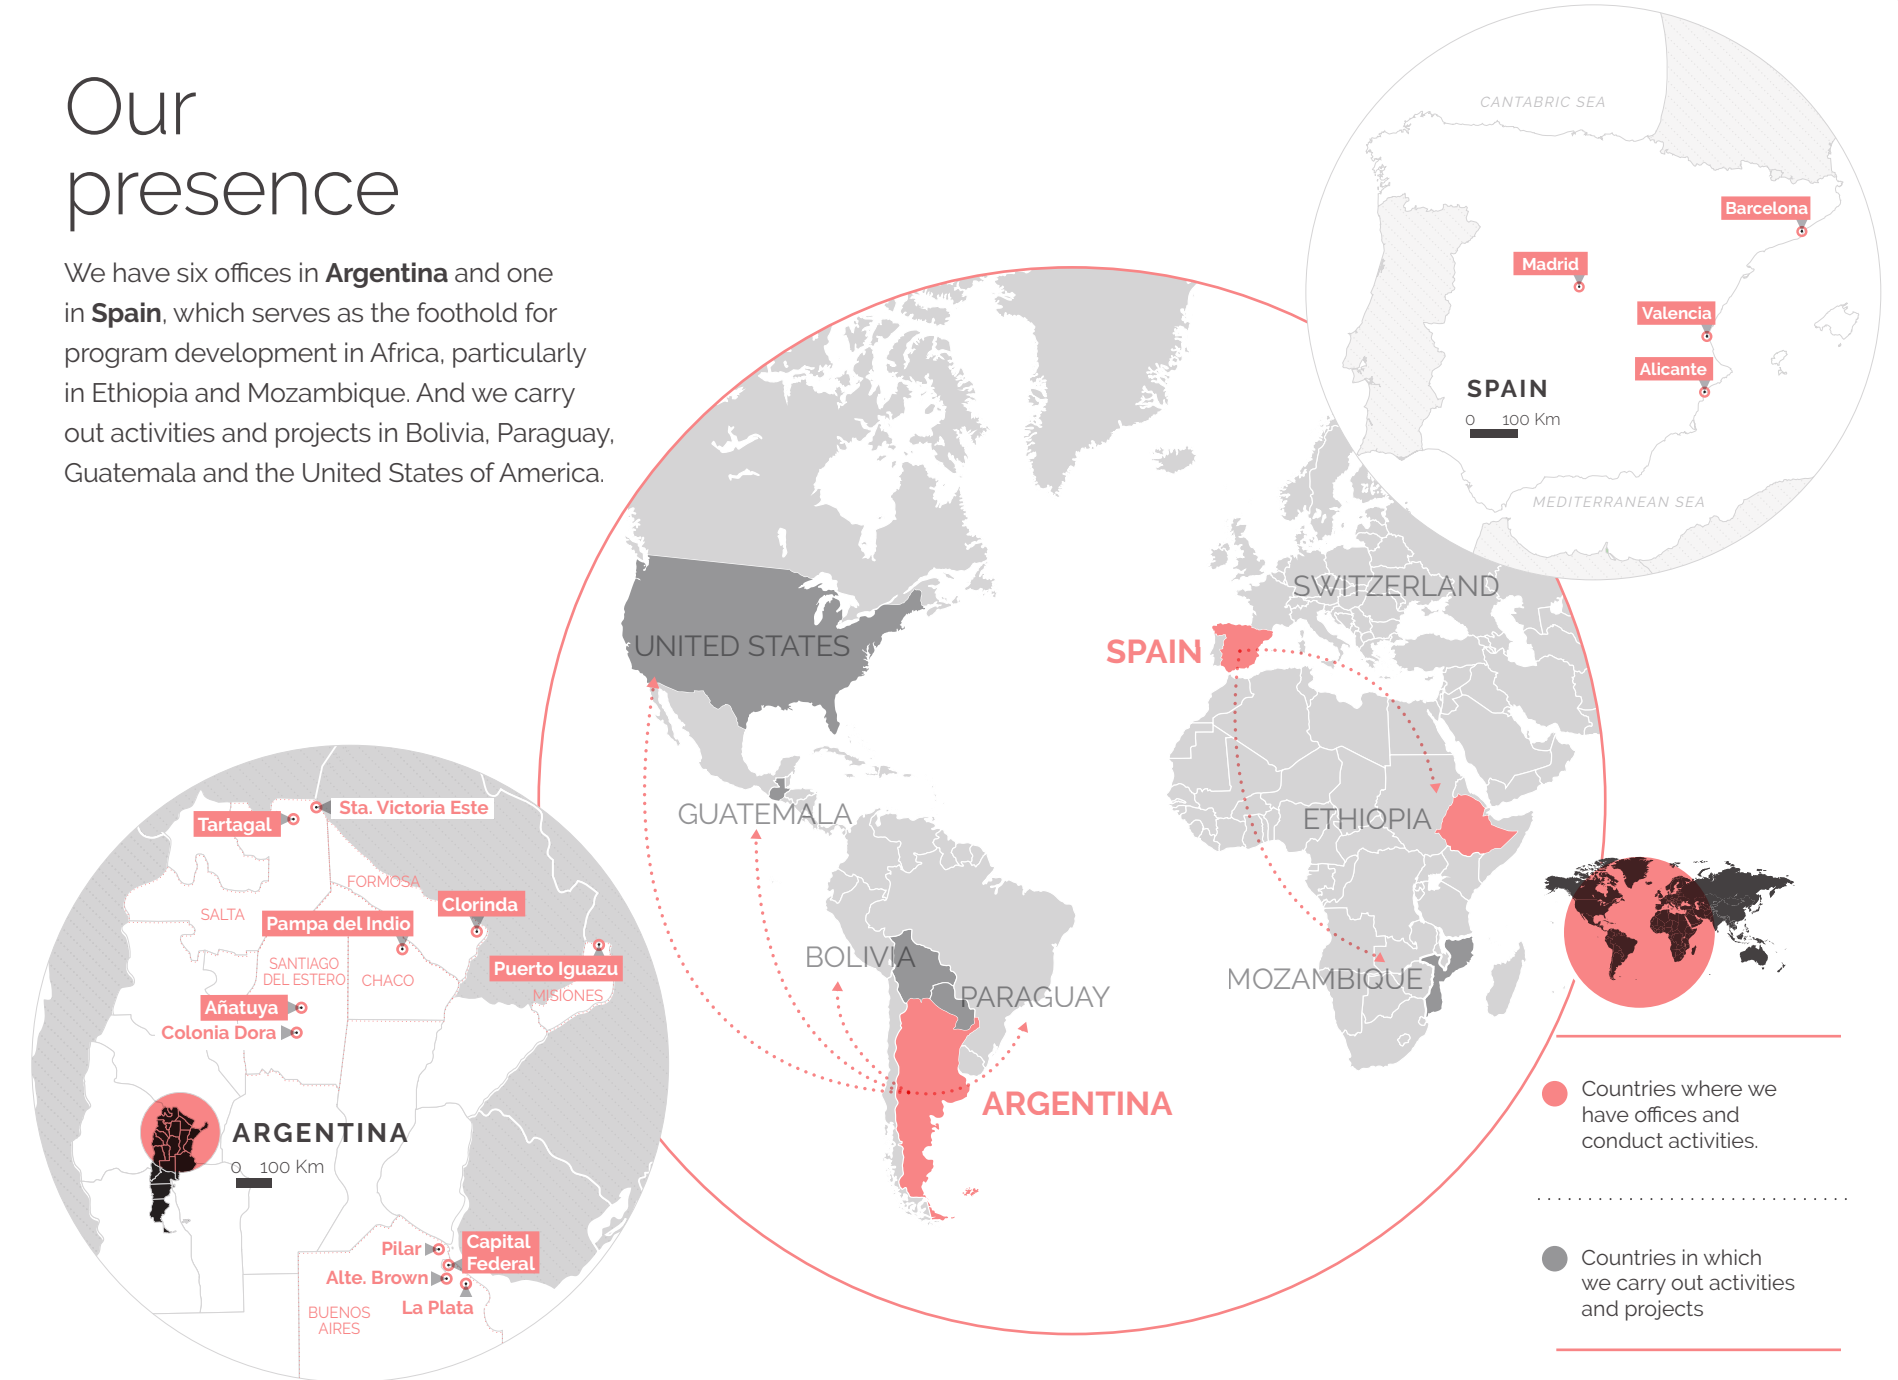 Our
presence
We have six offices in Argentina and one
in Spain, which serves as the foothold for
program development in Africa, particularly
in Ethiopia and Mozambique. And we carry
out activities and projects in Bolivia, Paraguay,
Guatemala and the United States of America.
CANTABRIC SEA
Barcelona
Madrid
Valencia
Alicante
SPAIN
0 100 Km
MEDITERRANEAN SEA
SWITZERLAND
UNITED STATES
SPAIN
GUATEMALA
ETHIOPIA
BOLIVIA
MOZAMBIQUE
PARAGUAY
ARGENTINA
Sta. Victoria Este
Tartagal
FORMOSA
Clorinda
SALTA
Pampa del Indio
SANTIAGO
DEL ESTERO
CHACO
Puerto Iguazu
MISIONES
Añatuya
Colonia Dora
ARGENTINA
0 100 Km
Pilar
Capital
Federal
Alte. Brown
La Plata
BUENOS
AIRES
Countries where we
have offices and
conduct activities.
Countries in which
we carry out activities
and projects